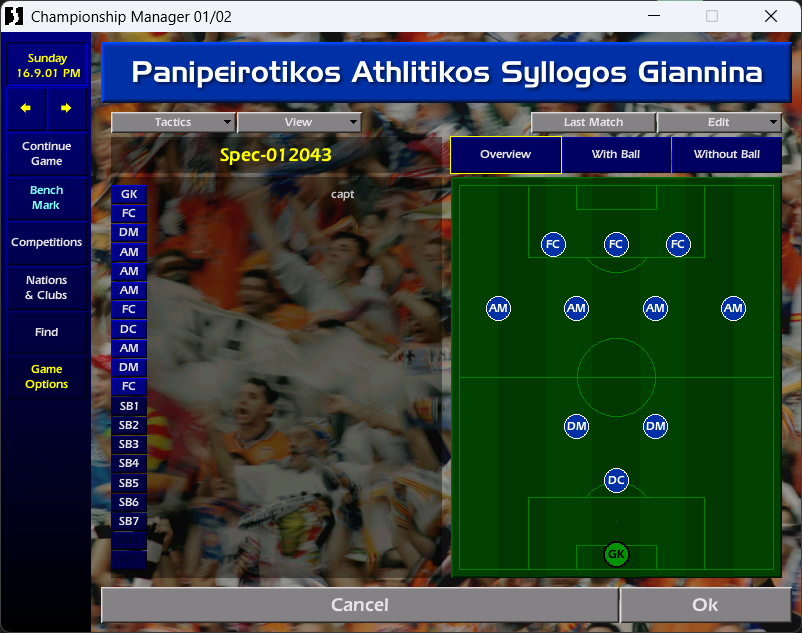 Championship Manager 01/02
Sunday
16.9.01 PM
Continue
Game
Bench
Mark
Competitions
Nations
& Clubs
Find
Game
Options
Panipeirotikos Athlitikos Syllogos Giannina
Tactics
View
Last Match
Edit
Spec-012043
Overview
With Ball
Without Ball
GK
capt
FC
DM
AM
AM
AM
FC
DC
AM
DM
FC
SB1
SB2
SB3
SB4
SB5
SB6
SB7
FC FC FC
AM AM AM AM
DM DM
DC
GK
Cancel
Ok